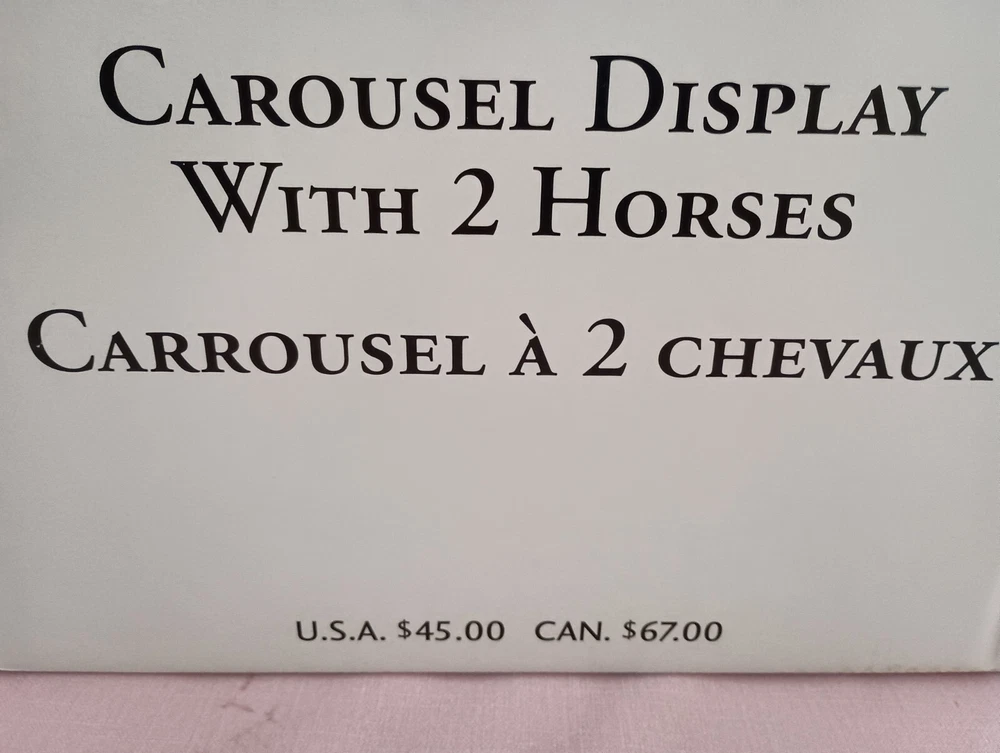 Carousel Display
With 2 Horses
Carrousel à 2 chevaux
U.S.A. $45.00 CAN. $67.00